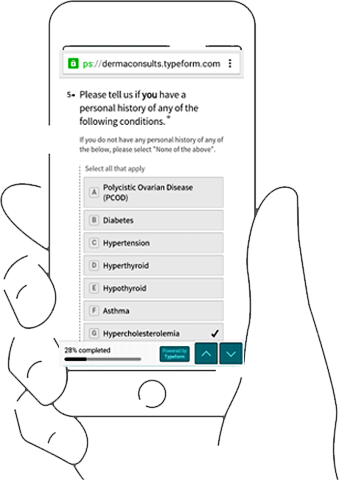 ps://dermaconsults.typeform.com
5→ Please tell us if you have a
personal history of any of the
following conditions.*
If you do not have any personal history of any of
the below, please select "None of the above".
Select all that apply
A Polycistic Ovarian Disease
(PCOD)
B Diabetes
C Hypertension
D Hyperthyroid
E Hypothyroid
F Asthma
G Hypercholesterolemia
28% completed
Powered by
Typeform